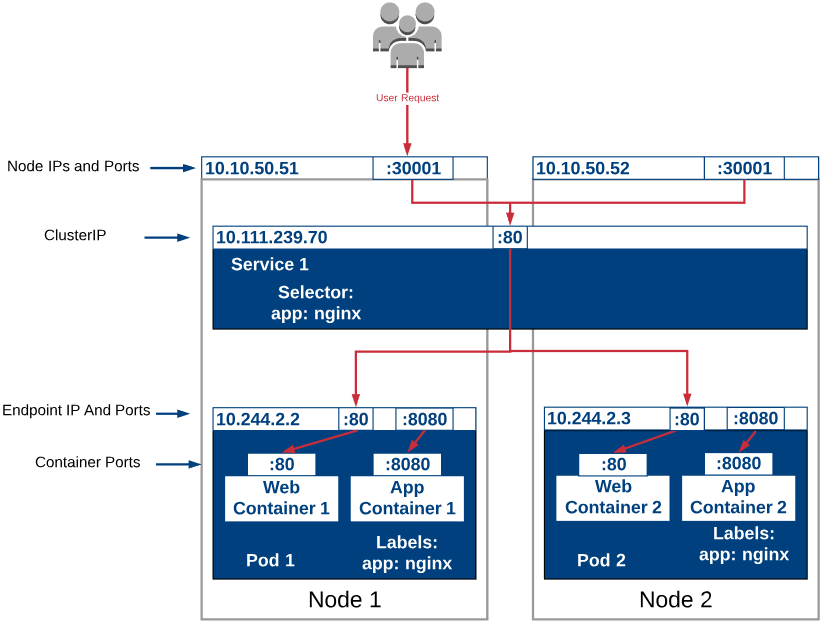 User Request
Node IPs and Ports
10.10.50.51
:30001
10.10.50.52
:30001
ClusterIP
10.111.239.70
:80
Service 1
Selector:
app: nginx
Endpoint IP And Ports
10.244.2.2
:80
:8080
10.244.2.3
:80
:8080
Container Ports
:80
:8080
:80
:8080
Web
Container 1
App
Container 1
Web
Container 2
App
Container 2
Labels:
app: nginx
Pod 1
Labels:
app: nginx
Pod 2
Node 1
Node 2